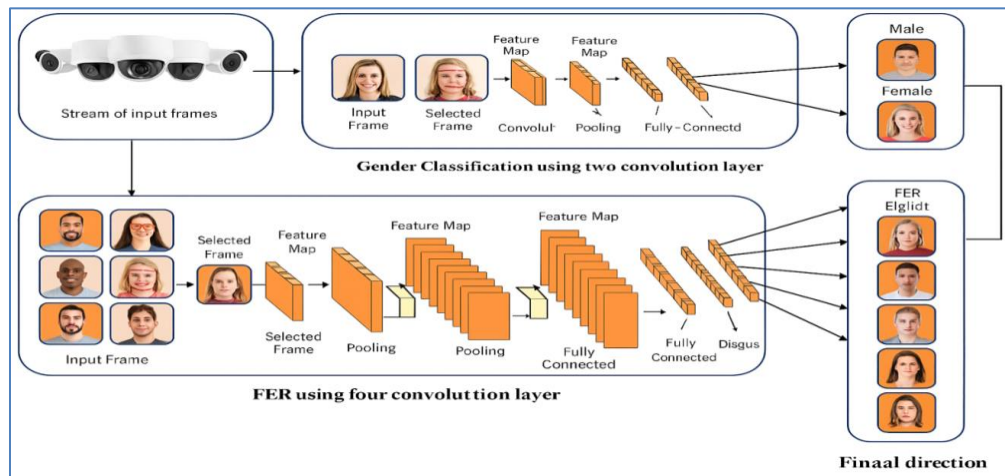 Stream of input frames
Input
Frame
Selected
Frame
Feature
Map
Convolut
Feature
Map
Pooling
Fully-Connectd
Gender Classification using two convolution layer
Male
Female
Input Frame
Selected
Frame
Feature
Map
Selected
Frame
Pooling
Feature Map
Pooling
Feature Map
Fully
Connected
Fully
Connected
Disgus
FER using four convoluttion layer
FER
Elglidt
Finaal direction